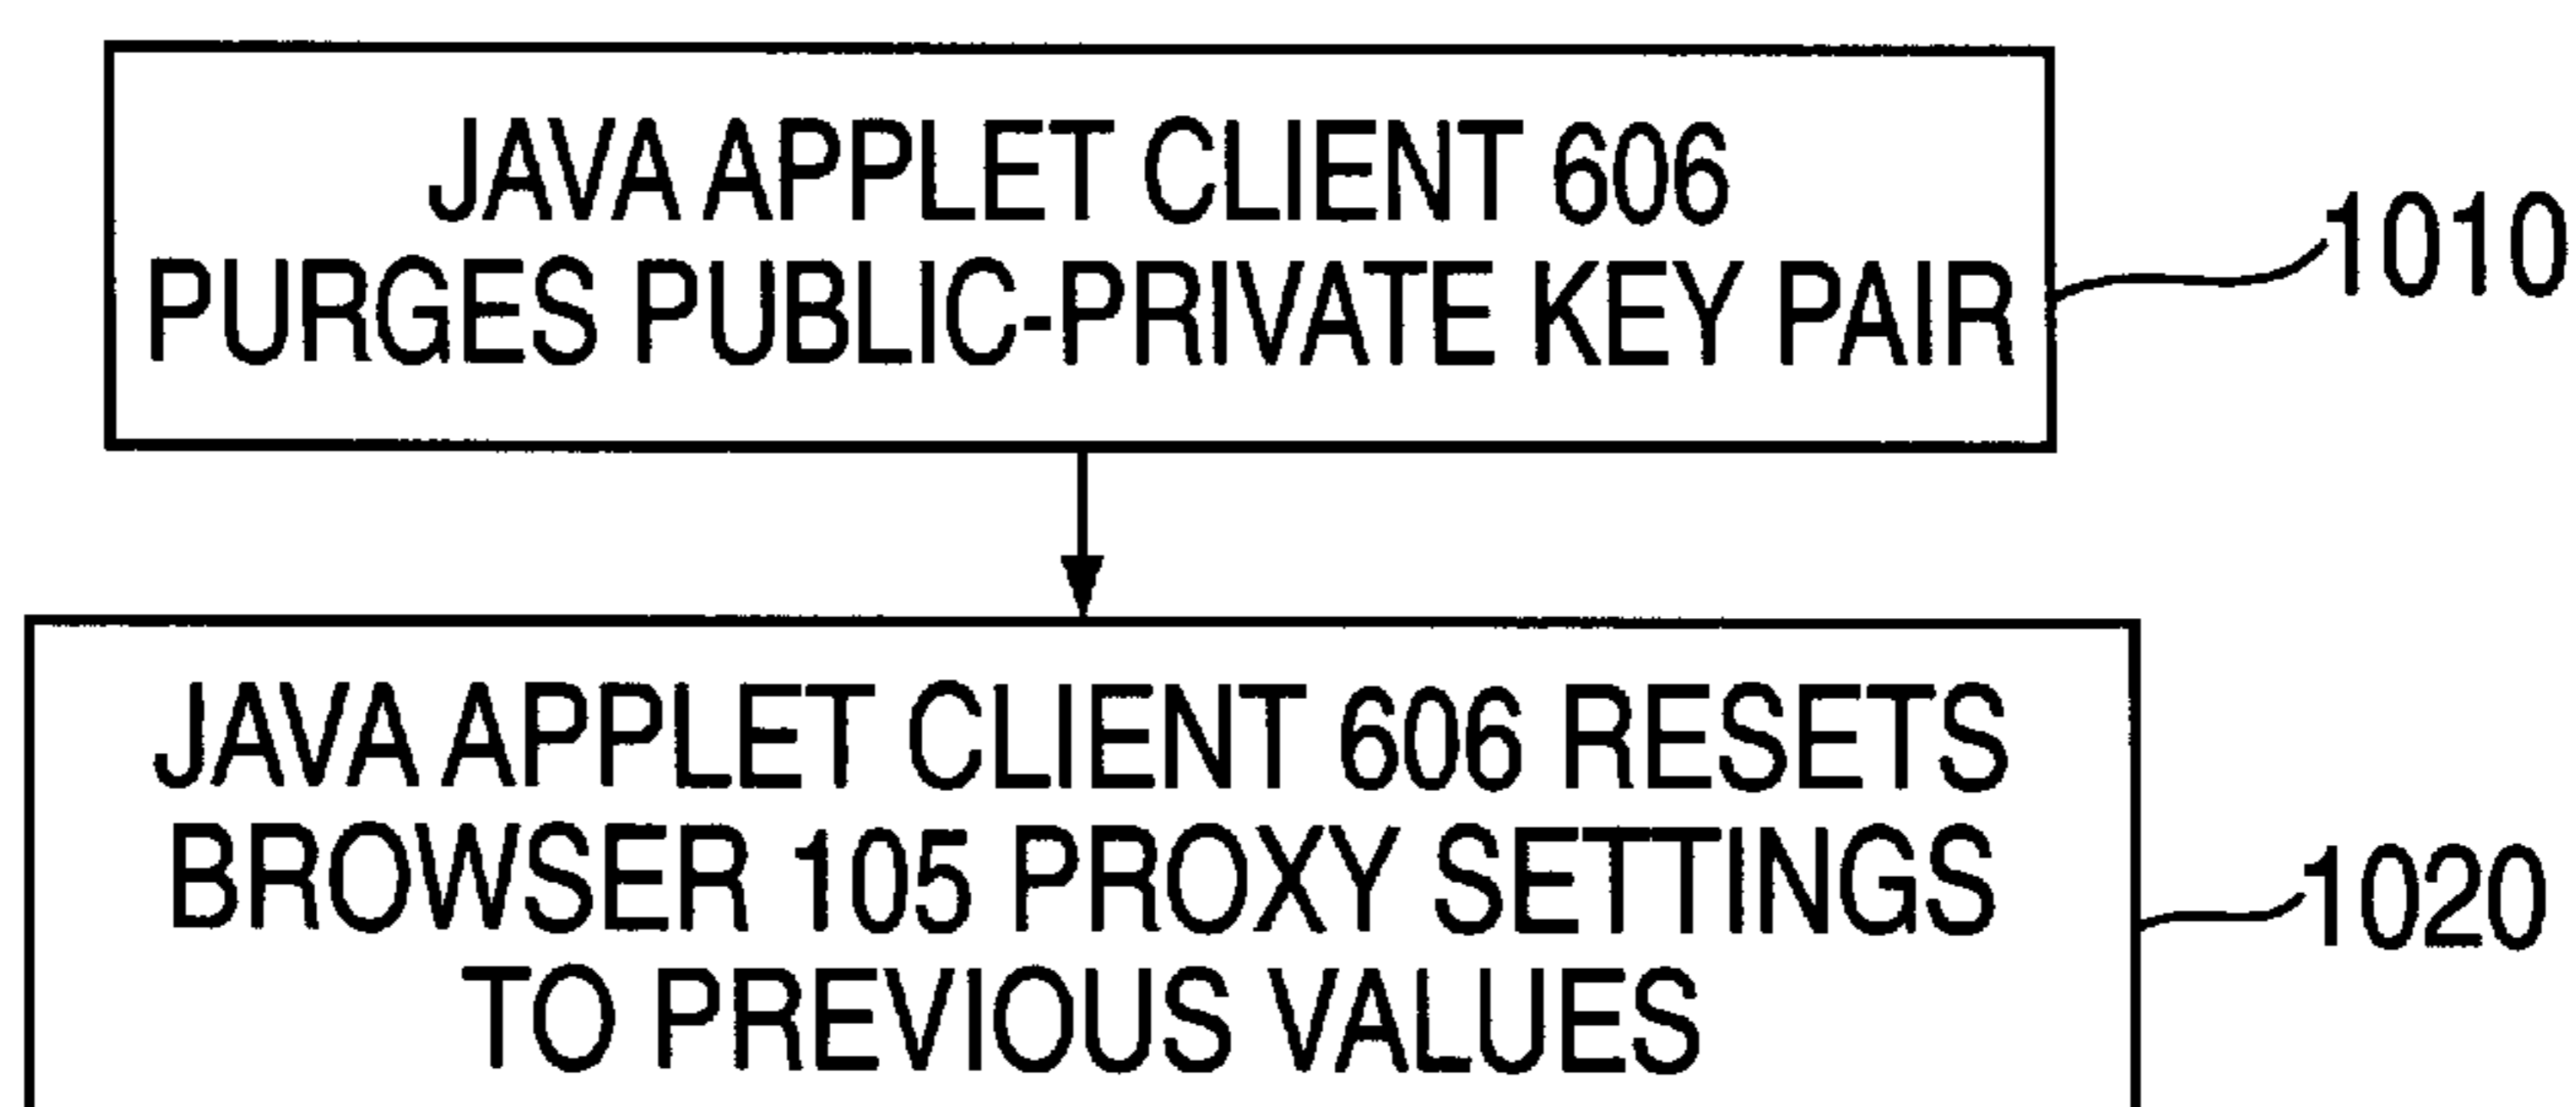 JAVA APPLET CLIENT 606
PURGES PUBLIC-PRIVATE KEY PAIR
1010
JAVA APPLET CLIENT 606 RESETS
BROWSER 105 PROXY SETTINGS
TO PREVIOUS VALUES
1020